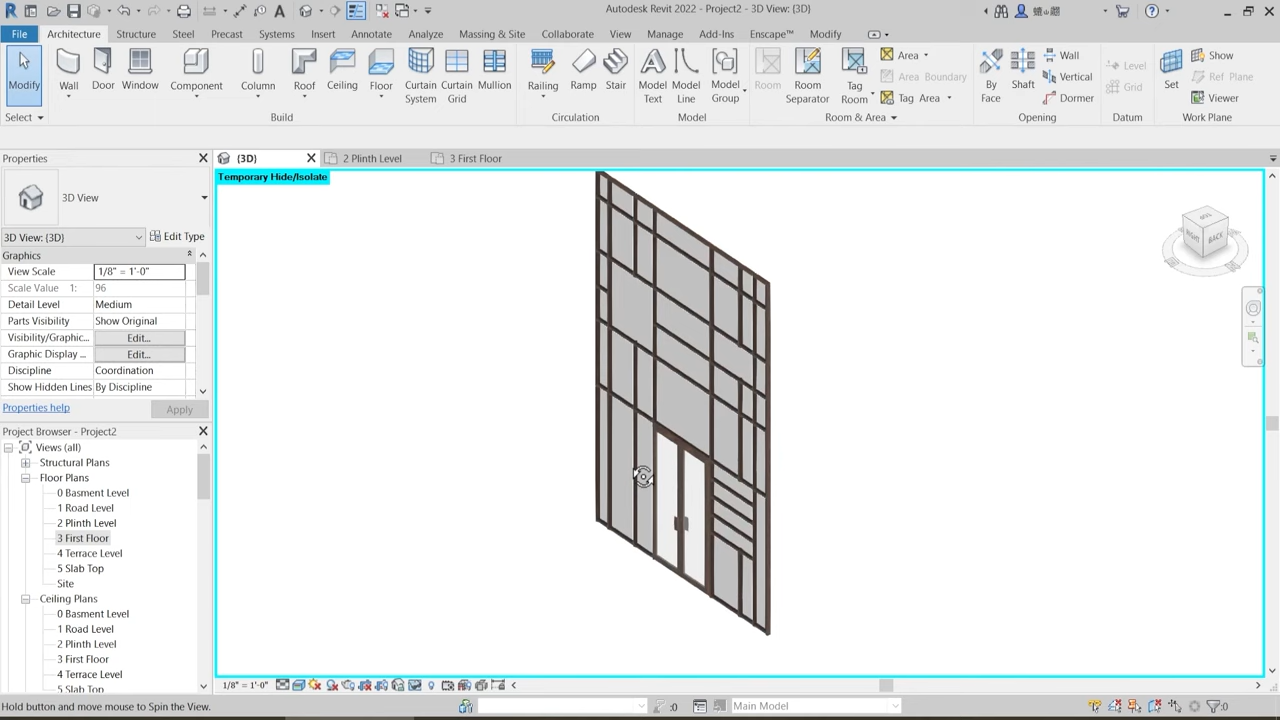 Autodesk Revit 2022 - Project2 - 3D View: {3D}
File Architecture Structure Steel Precast Systems Insert Annotate Analyze Massing & Site Collaborate View Manage Add-Ins Enscape™ Modify
Modify Wall Door Window Component Column Roof Ceiling Floor Curtain System Curtain Grid Mullion Railing Ramp Stair Model Text Model Line Model Group Room Room Separator Tag Room Area Area Boundary Tag Area By Face Shaft Wall Vertical Dormer Level Grid Set Show Ref Plane Viewer
Select Build Circulation Model Room & Area Opening Datum Work Plane
Properties
{3D} 2 Plinth Level 3 First Floor
Temporary Hide/Isolate
3D View
3D View: {3D} Edit Type
Graphics
View Scale 1/8" = 1'-0"
Scale Value 1: 96
Detail Level Medium
Parts Visibility Show Original
Visibility/Graphic... Edit...
Graphic Display ... Edit...
Discipline Coordination
Show Hidden Lines By Discipline
Properties help Apply
RIGHT BACK
Project Browser - Project2
Views (all)
Structural Plans
Floor Plans
0 Basment Level
1 Road Level
2 Plinth Level
3 First Floor
4 Terrace Level
5 Slab Top
Site
Ceiling Plans
0 Basment Level
1 Road Level
2 Plinth Level
3 First Floor
4 Terrace Level
5 Slab Top
1/8" = 1'-0"
Hold button and move mouse to Spin the View. :0 Main Model :0